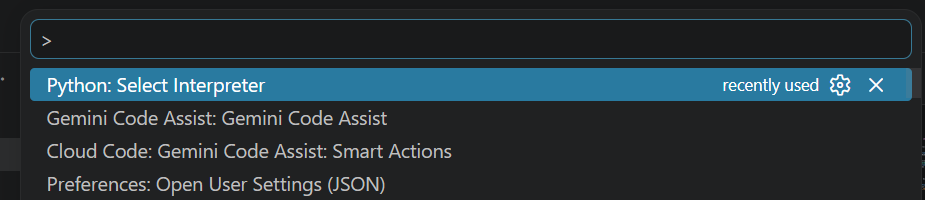 >
Python: Select Interpreter recently used
Gemini Code Assist: Gemini Code Assist
Cloud Code: Gemini Code Assist: Smart Actions
Preferences: Open User Settings (JSON)